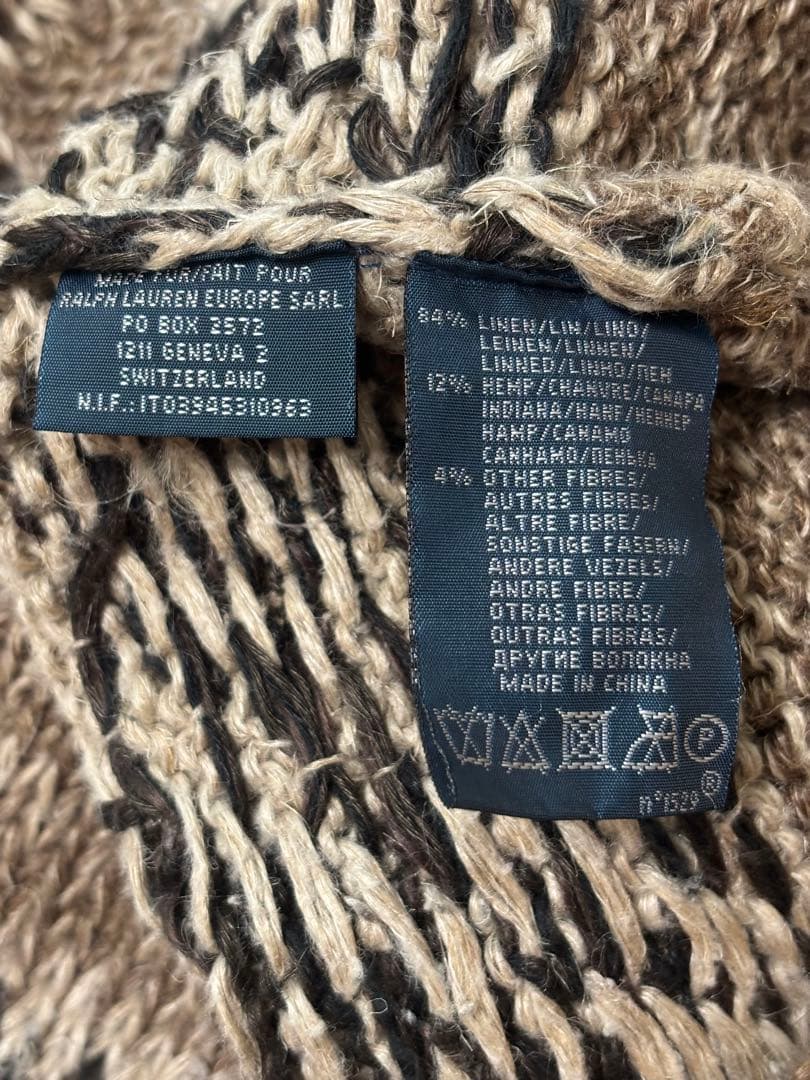 MADE FOR/FAIT POUR
RALPH LAUREN EUROPE SARL
PO BOX 2572
1211 GENEVA 2
SWITZERLAND
N.I.F.:IT03945310963
84% LINEN/LIN/LINO/
LEINEN/LINNEN/
LINNED/LINHO/ЛЕН
12% HEMP/CHANVRE/CANAPA
INDIANA/HANF/HENNEP
HAMP/CANAMO
CANHAMO/ПЕНЬКА
4% OTHER FIBRES/
AUTRES FIBRES/
ALTRE FIBRE/
SONSTIGE FASERN/
ANDERE VEZELS/
ANDRE FIBRE/
OTRAS FIBRAS/
OUTRAS FIBRAS/
ДРУГИЕ ВОЛОКНА
MADE IN CHINA
P
®
n°1529